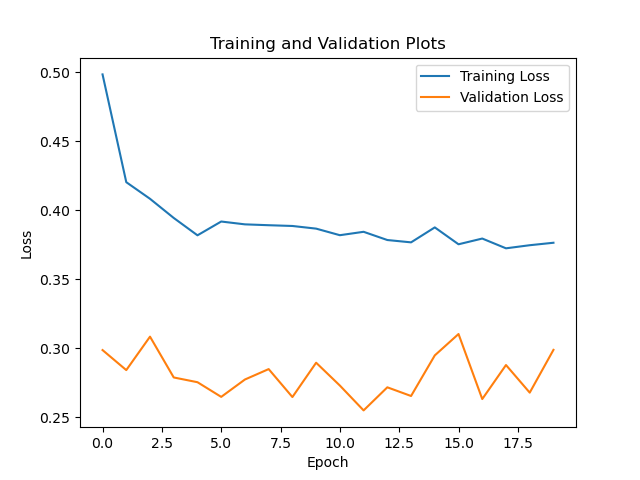 Training and Validation Plots
Training Loss
Validation Loss
0.50
0.45
0.40
0.35
0.30
0.25
Loss
0.0 2.5 5.0 7.5 10.0 12.5 15.0 17.5
Epoch